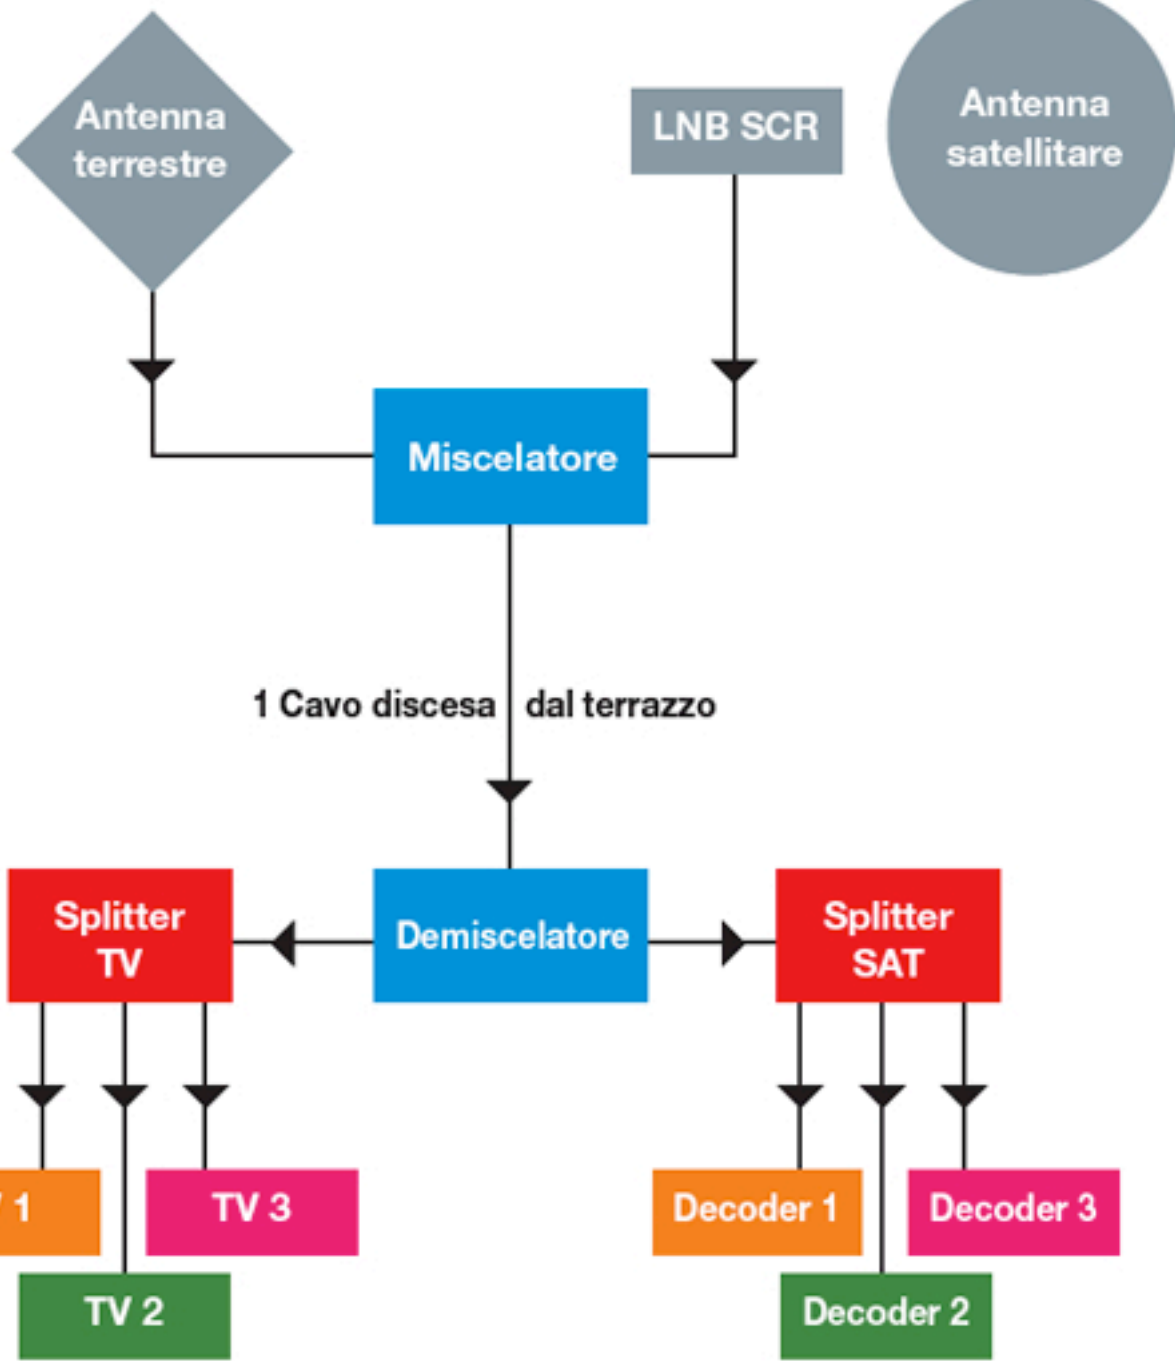 Antenna
terrestre
LNB SCR
Antenna
satellitare
Miscelatore
1 Cavo discesa dal terrazzo
Splitter
TV
Demiscelatore
Splitter
SAT
1
TV 3
Decoder 1
Decoder 3
TV 2
Decoder 2